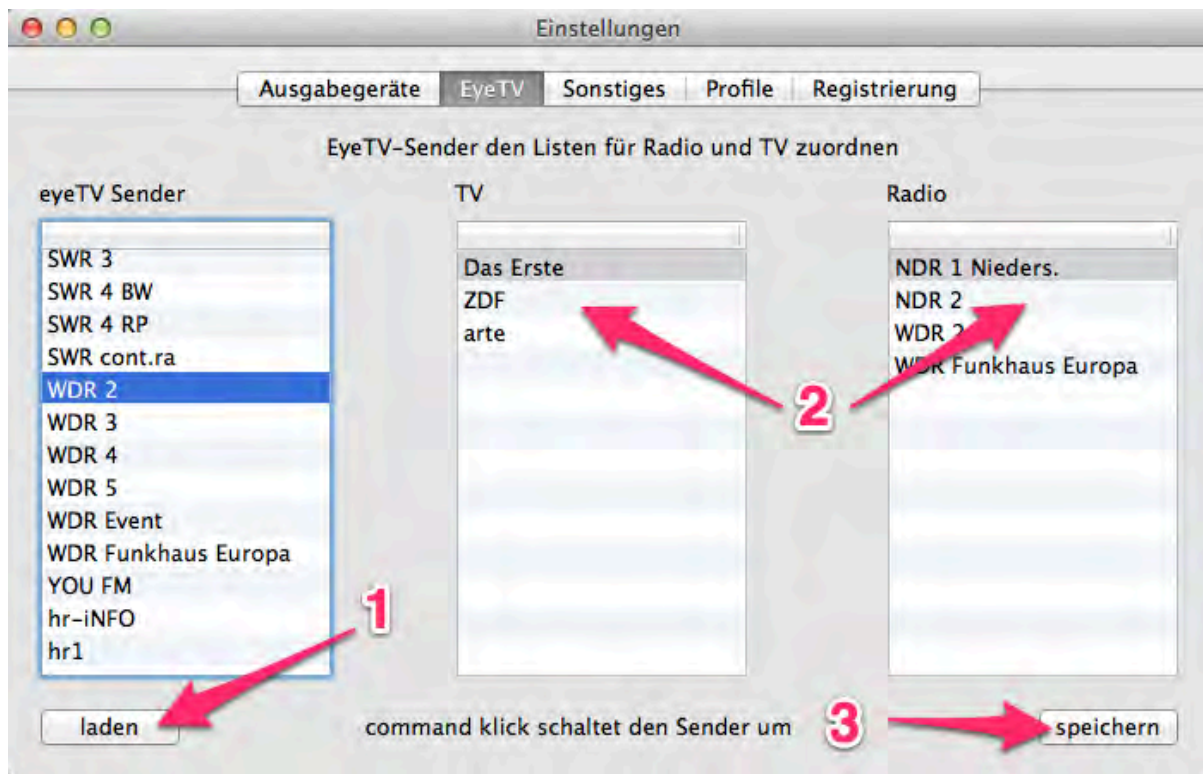 Einstellungen
Ausgabegeräte EyeTV Sonstiges Profile Registrierung
EyeTV-Sender den Listen für Radio und TV zuordnen
eyeTV Sender
SWR 3
SWR 4 BW
SWR 4 RP
SWR cont.ra
WDR 2
WDR 3
WDR 4
WDR 5
WDR Event
WDR Funkhaus Europa
YOU FM
hr-iNFO
hr1
TV
Das Erste
ZDF
arte
Radio
NDR 1 Nieders.
NDR 2
WDR 2
WDR Funkhaus Europa
2
1
laden
command klick schaltet den Sender um
3
speichern